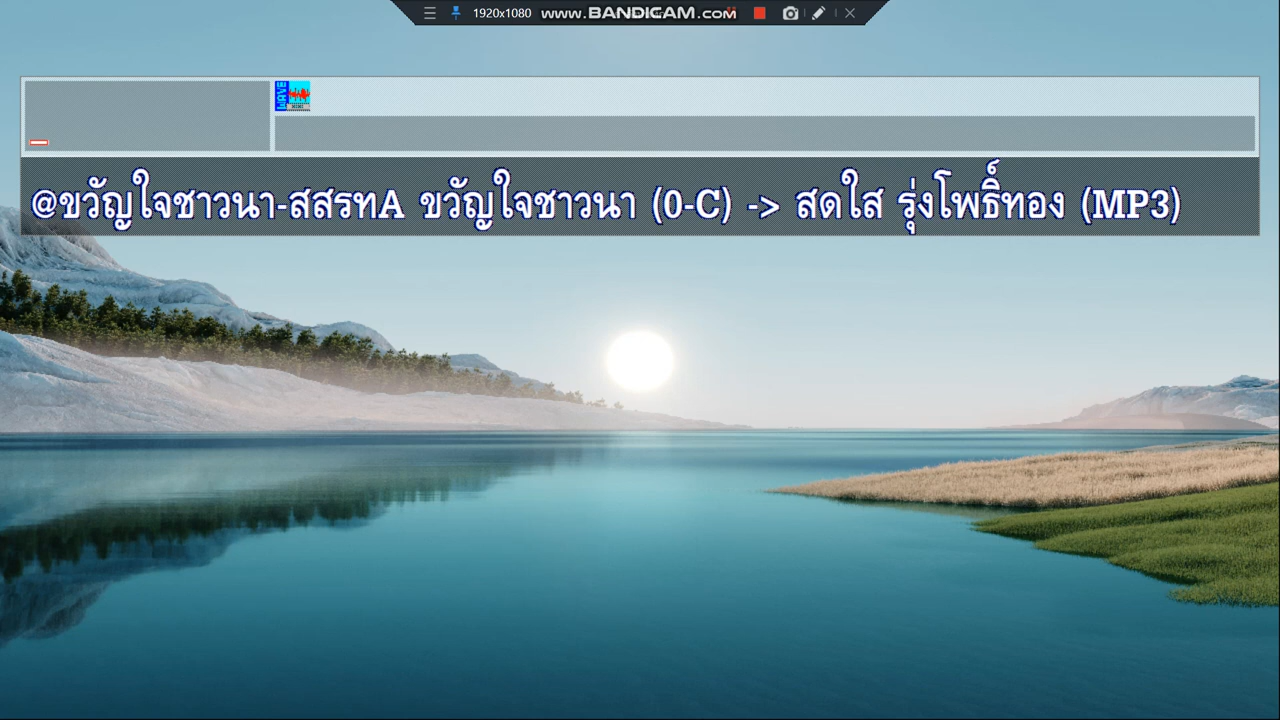 1920x1080 www.BANDICAM.com
WAVE
@ขวัญใจชาวนา-สสรทA ขวัญใจชาวนา (0-C) -> สดใส รุ่งโพธิ์ทอง (MP3)